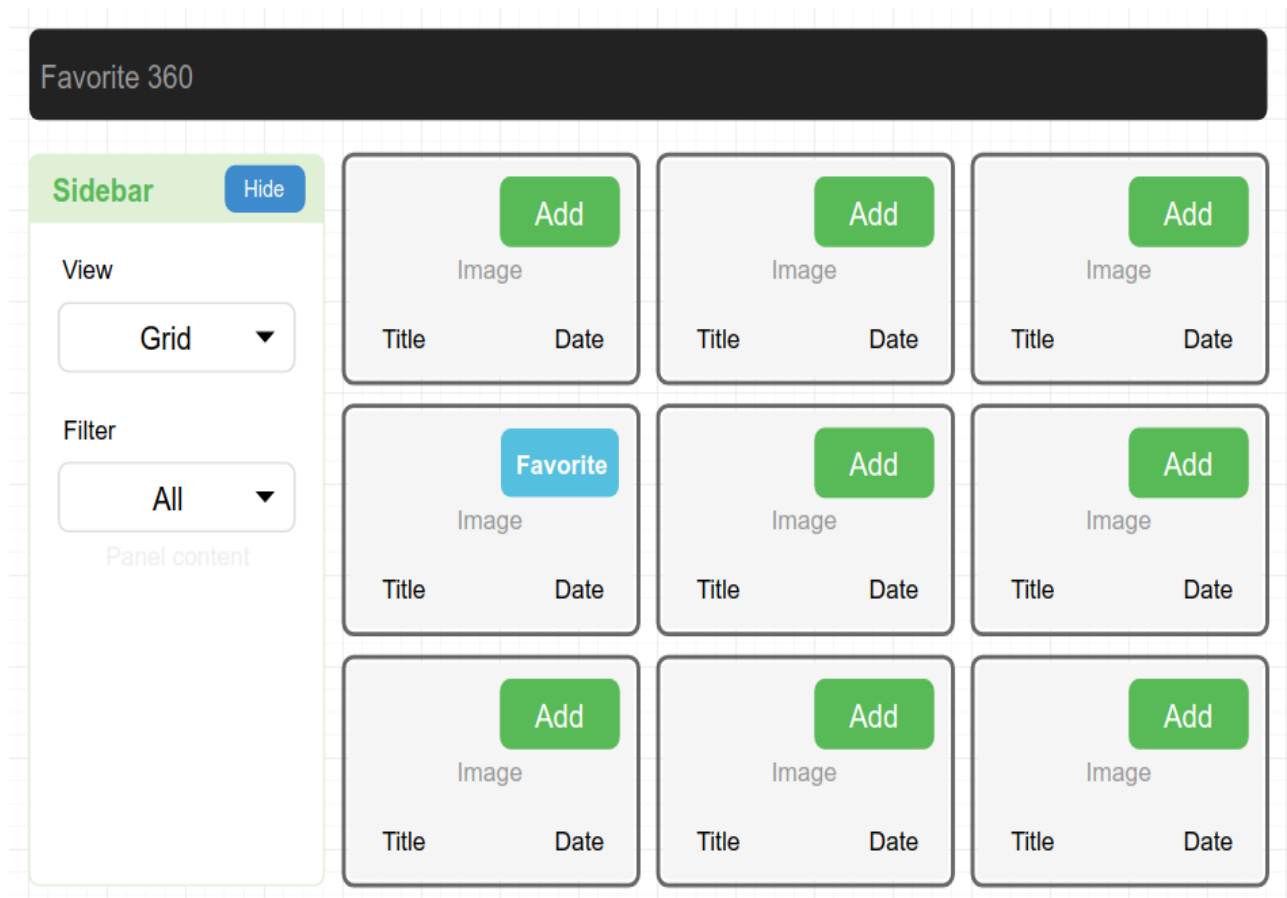 Favorite 360
Sidebar Hide
View
Grid
Filter
All
Panel content
Add Add Add
Image Image Image
Title Date Title Date Title Date
Favorite Add Add
Image Image Image
Title Date Title Date Title Date
Add Add Add
Image Image Image
Title Date Title Date Title Date